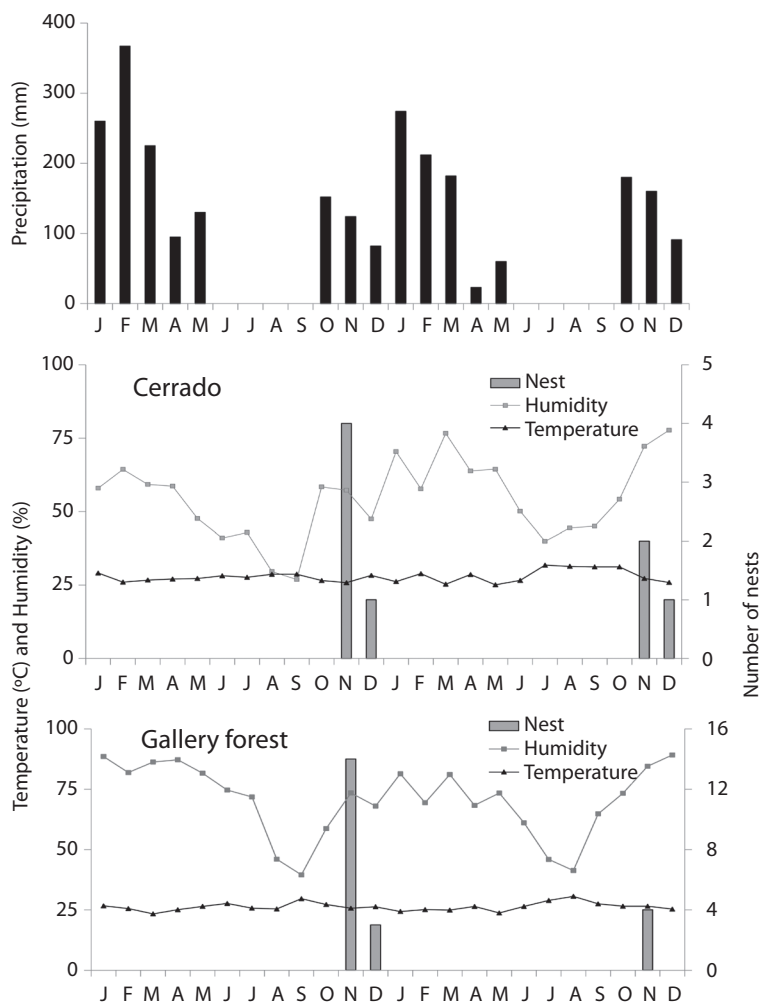 Precipitation (mm)
400
300
200
100
0
J F M A M J J A S O N D J F M A M J J A S O N D
Temperature (ºC) and Humidity (%)
Cerrado
Nest
Humidity
Temperature
100
75
50
25
0
5
4
3
2
1
0
Number of nests
J F M A M J J A S O N D J F M A M J J A S O N D
Gallery forest
Nest
Humidity
Temperature
100
75
50
25
0
16
12
8
4
0
J F M A M J J A S O N D J F M A M J J A S O N D